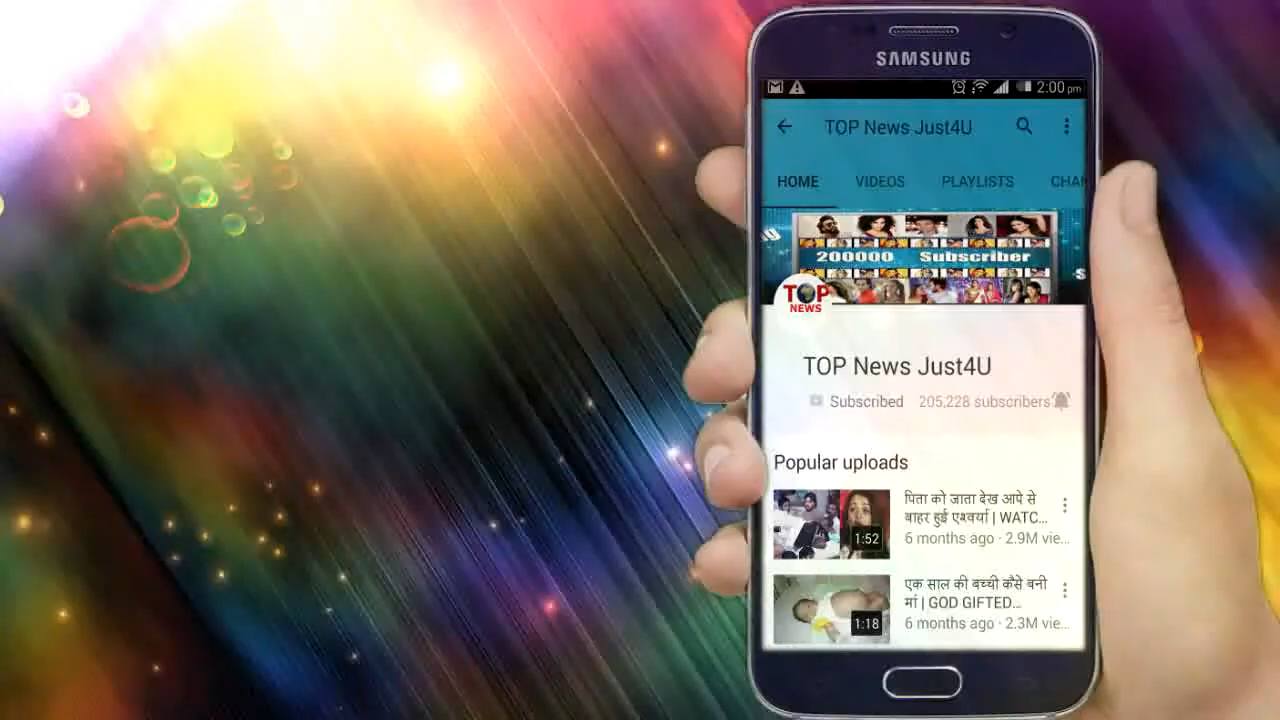 SAMSUNG
2:00 pm
TOP News Just4U
HOME VIDEOS PLAYLISTS CHAN
200000 Subscriber
TOP
NEWS
TOP News Just4U
Subscribed 205,228 subscribers
Popular uploads
पिता को जाता देख आपे से
बाहर हुई एश्वर्या | WATC...
1:52
6 months ago · 2.9M vie...
एक साल की बच्ची कैसे बनी
मां | GOD GIFTED...
1:18
6 months ago · 2.3M vie...